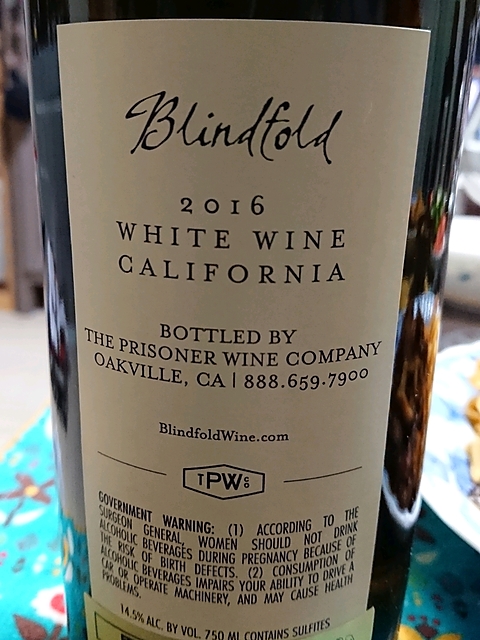 Blindfold
2016
WHITE WINE
CALIFORNIA
BOTTLED BY
THE PRISONER WINE COMPANY
OAKVILLE, CA | 888.659.7900
BlindfoldWine.com
TPWCO
GOVERNMENT WARNING: (1) ACCORDING TO THE
SURGEON GENERAL, WOMEN SHOULD NOT DRINK
ALCOHOLIC BEVERAGES DURING PREGNANCY BECAUSE OF
THE RISK OF BIRTH DEFECTS. (2) CONSUMPTION OF
ALCOHOLIC BEVERAGES IMPAIRS YOUR ABILITY TO DRIVE A
CAR OR OPERATE MACHINERY, AND MAY CAUSE HEALTH
PROBLEMS.
14.5% ALC. BY VOL. 750 ML CONTAINS SULFITES